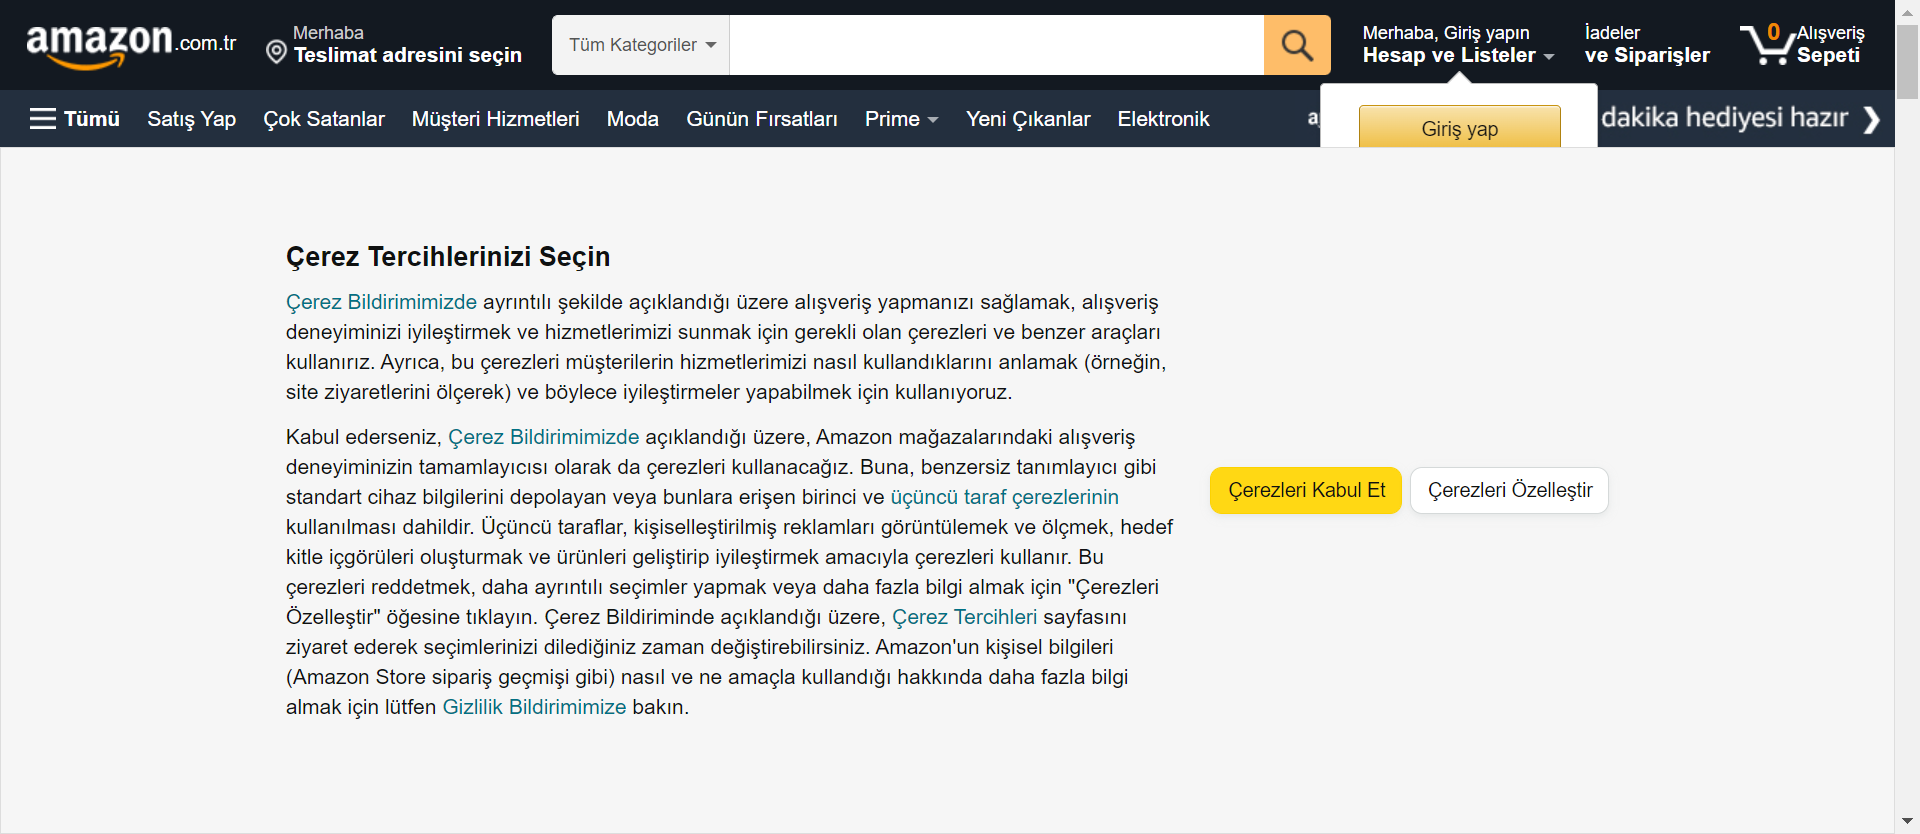 amazon.com.tr
Merhaba
Teslimat adresini seçin
Tüm Kategoriler
Merhaba, Giriş yapın
Hesap ve Listeler
İadeler
ve Siparişler
0
Alışveriş
Sepeti
Tümü
Satış Yap
Çok Satanlar
Müşteri Hizmetleri
Moda
Günün Fırsatları
Prime
Yeni Çıkanlar
Elektronik
dakika hediyesi hazır
Giriş yap
Çerez Tercihlerinizi Seçin
Çerez Bildirimimizde ayrıntılı şekilde açıklandığı üzere alışveriş yapmanızı sağlamak, alışveriş
deneyiminizi iyileştirmek ve hizmetlerimizi sunmak için gerekli olan çerezleri ve benzer araçları
kullanırız. Ayrıca, bu çerezleri müşterilerin hizmetlerimizi nasıl kullandıklarını anlamak (örneğin,
site ziyaretlerini ölçerek) ve böylece iyileştirmeler yapabilmek için kullanıyoruz.
Kabul ederseniz, Çerez Bildirimimizde açıklandığı üzere, Amazon mağazalarındaki alışveriş
deneyiminizin tamamlayıcısı olarak da çerezleri kullanacağız. Buna, benzersiz tanımlayıcı gibi
standart cihaz bilgilerini depolayan veya bunlara erişen birinci ve üçüncü taraf çerezlerinin
kullanılması dahildir. Üçüncü taraflar, kişiselleştirilmiş reklamları görüntülemek ve ölçmek, hedef
kitle içgörüleri oluşturmak ve ürünleri geliştirip iyileştirmek amacıyla çerezleri kullanır. Bu
çerezleri reddetmek, daha ayrıntılı seçimler yapmak veya daha fazla bilgi almak için "Çerezleri
Özelleştir" öğesine tıklayın. Çerez Bildiriminde açıklandığı üzere, Çerez Tercihleri sayfasını
ziyaret ederek seçimlerinizi dilediğiniz zaman değiştirebilirsiniz. Amazon'un kişisel bilgileri
(Amazon Store sipariş geçmişi gibi) nasıl ve ne amaçla kullandığı hakkında daha fazla bilgi
almak için lütfen Gizlilik Bildirimimize bakın.
Çerezleri Kabul Et
Çerezleri Özelleştir